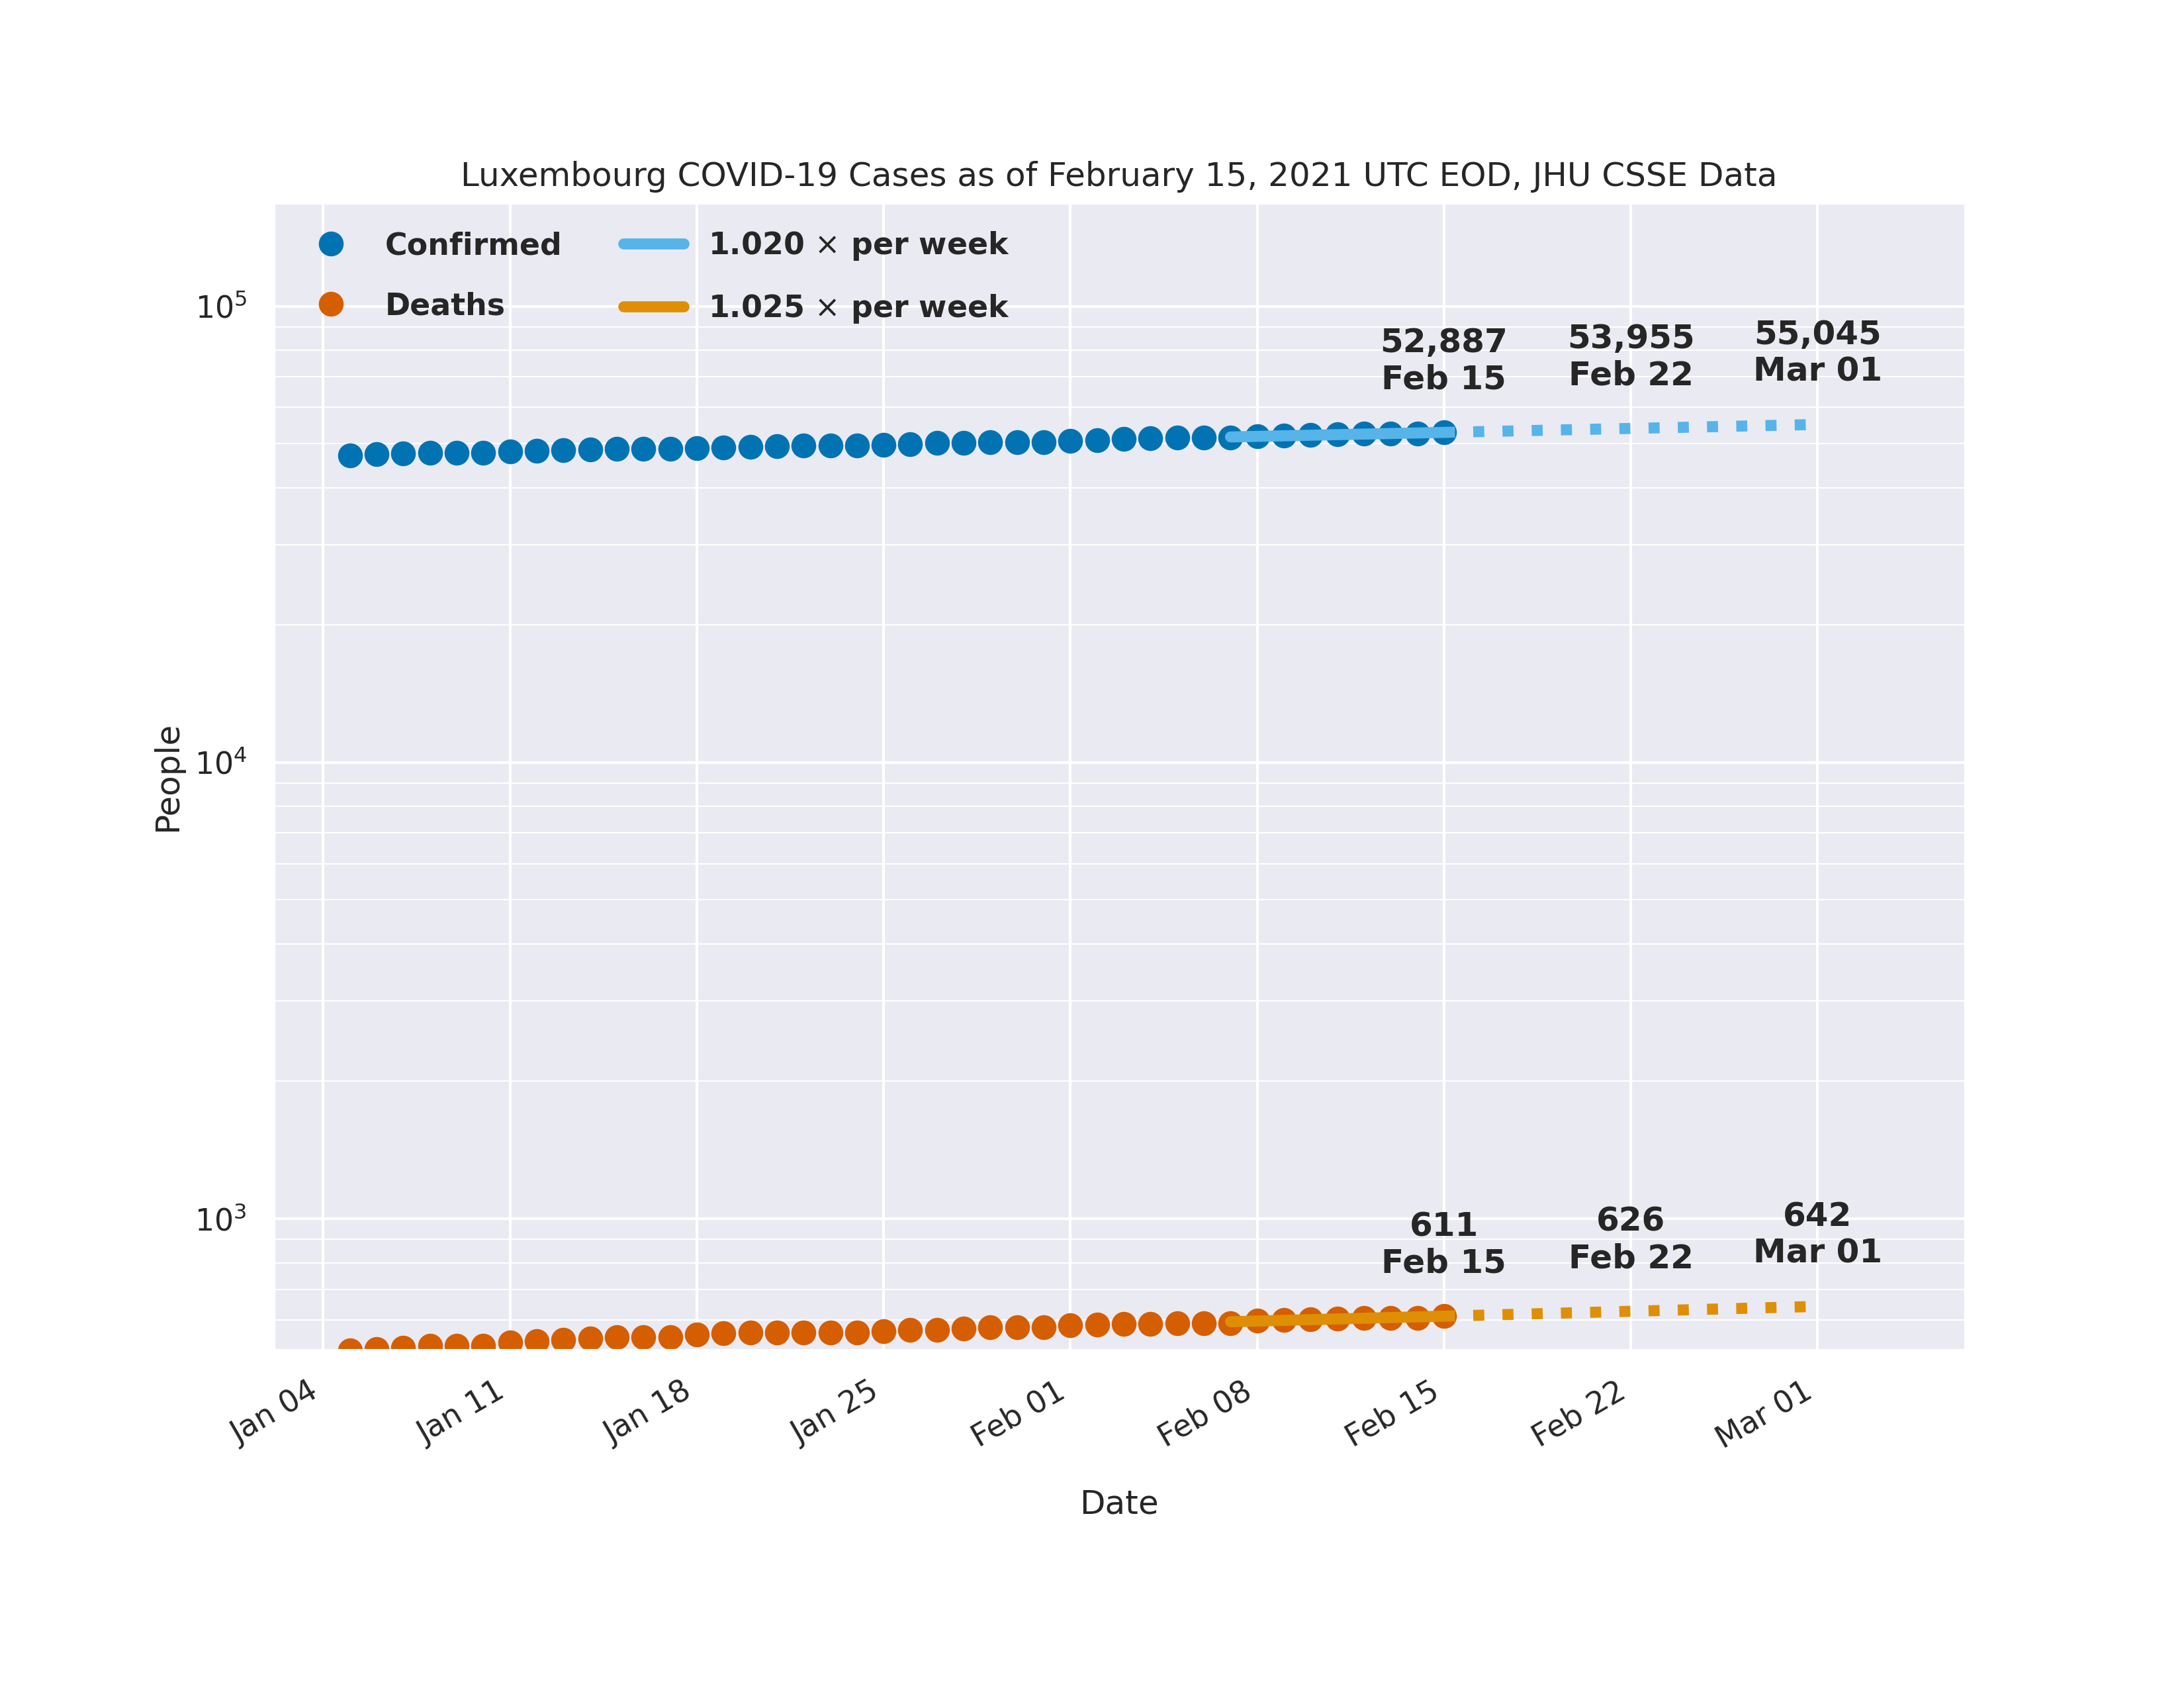 Luxembourg COVID-19 Cases as of February 15, 2021 UTC EOD, JHU CSSE Data
Confirmed
Deaths
1.020 × per week
1.025 × per week
10⁵
10⁴
10³
People
52,887
Feb 15
53,955
Feb 22
55,045
Mar 01
611
Feb 15
626
Feb 22
642
Mar 01
Jan 04
Jan 11
Jan 18
Jan 25
Feb 01
Feb 08
Feb 15
Feb 22
Mar 01
Date